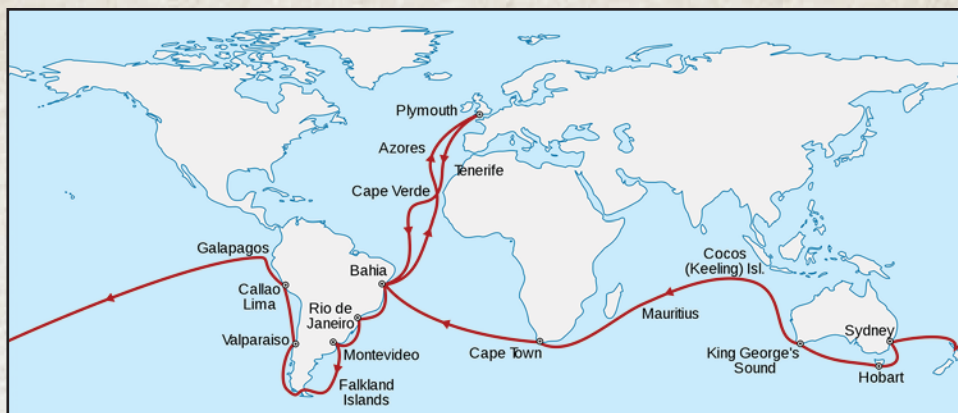 Plymouth
Azores
Tenerife
Cape Verde
Galapagos
Bahia
Cocos
(Keeling) Isl.
Callao
Lima
Rio de
Janeiro
Mauritius
Valparaiso
Montevideo
Cape Town
King George's
Sound
Sydney
Hobart
Falkland
Islands